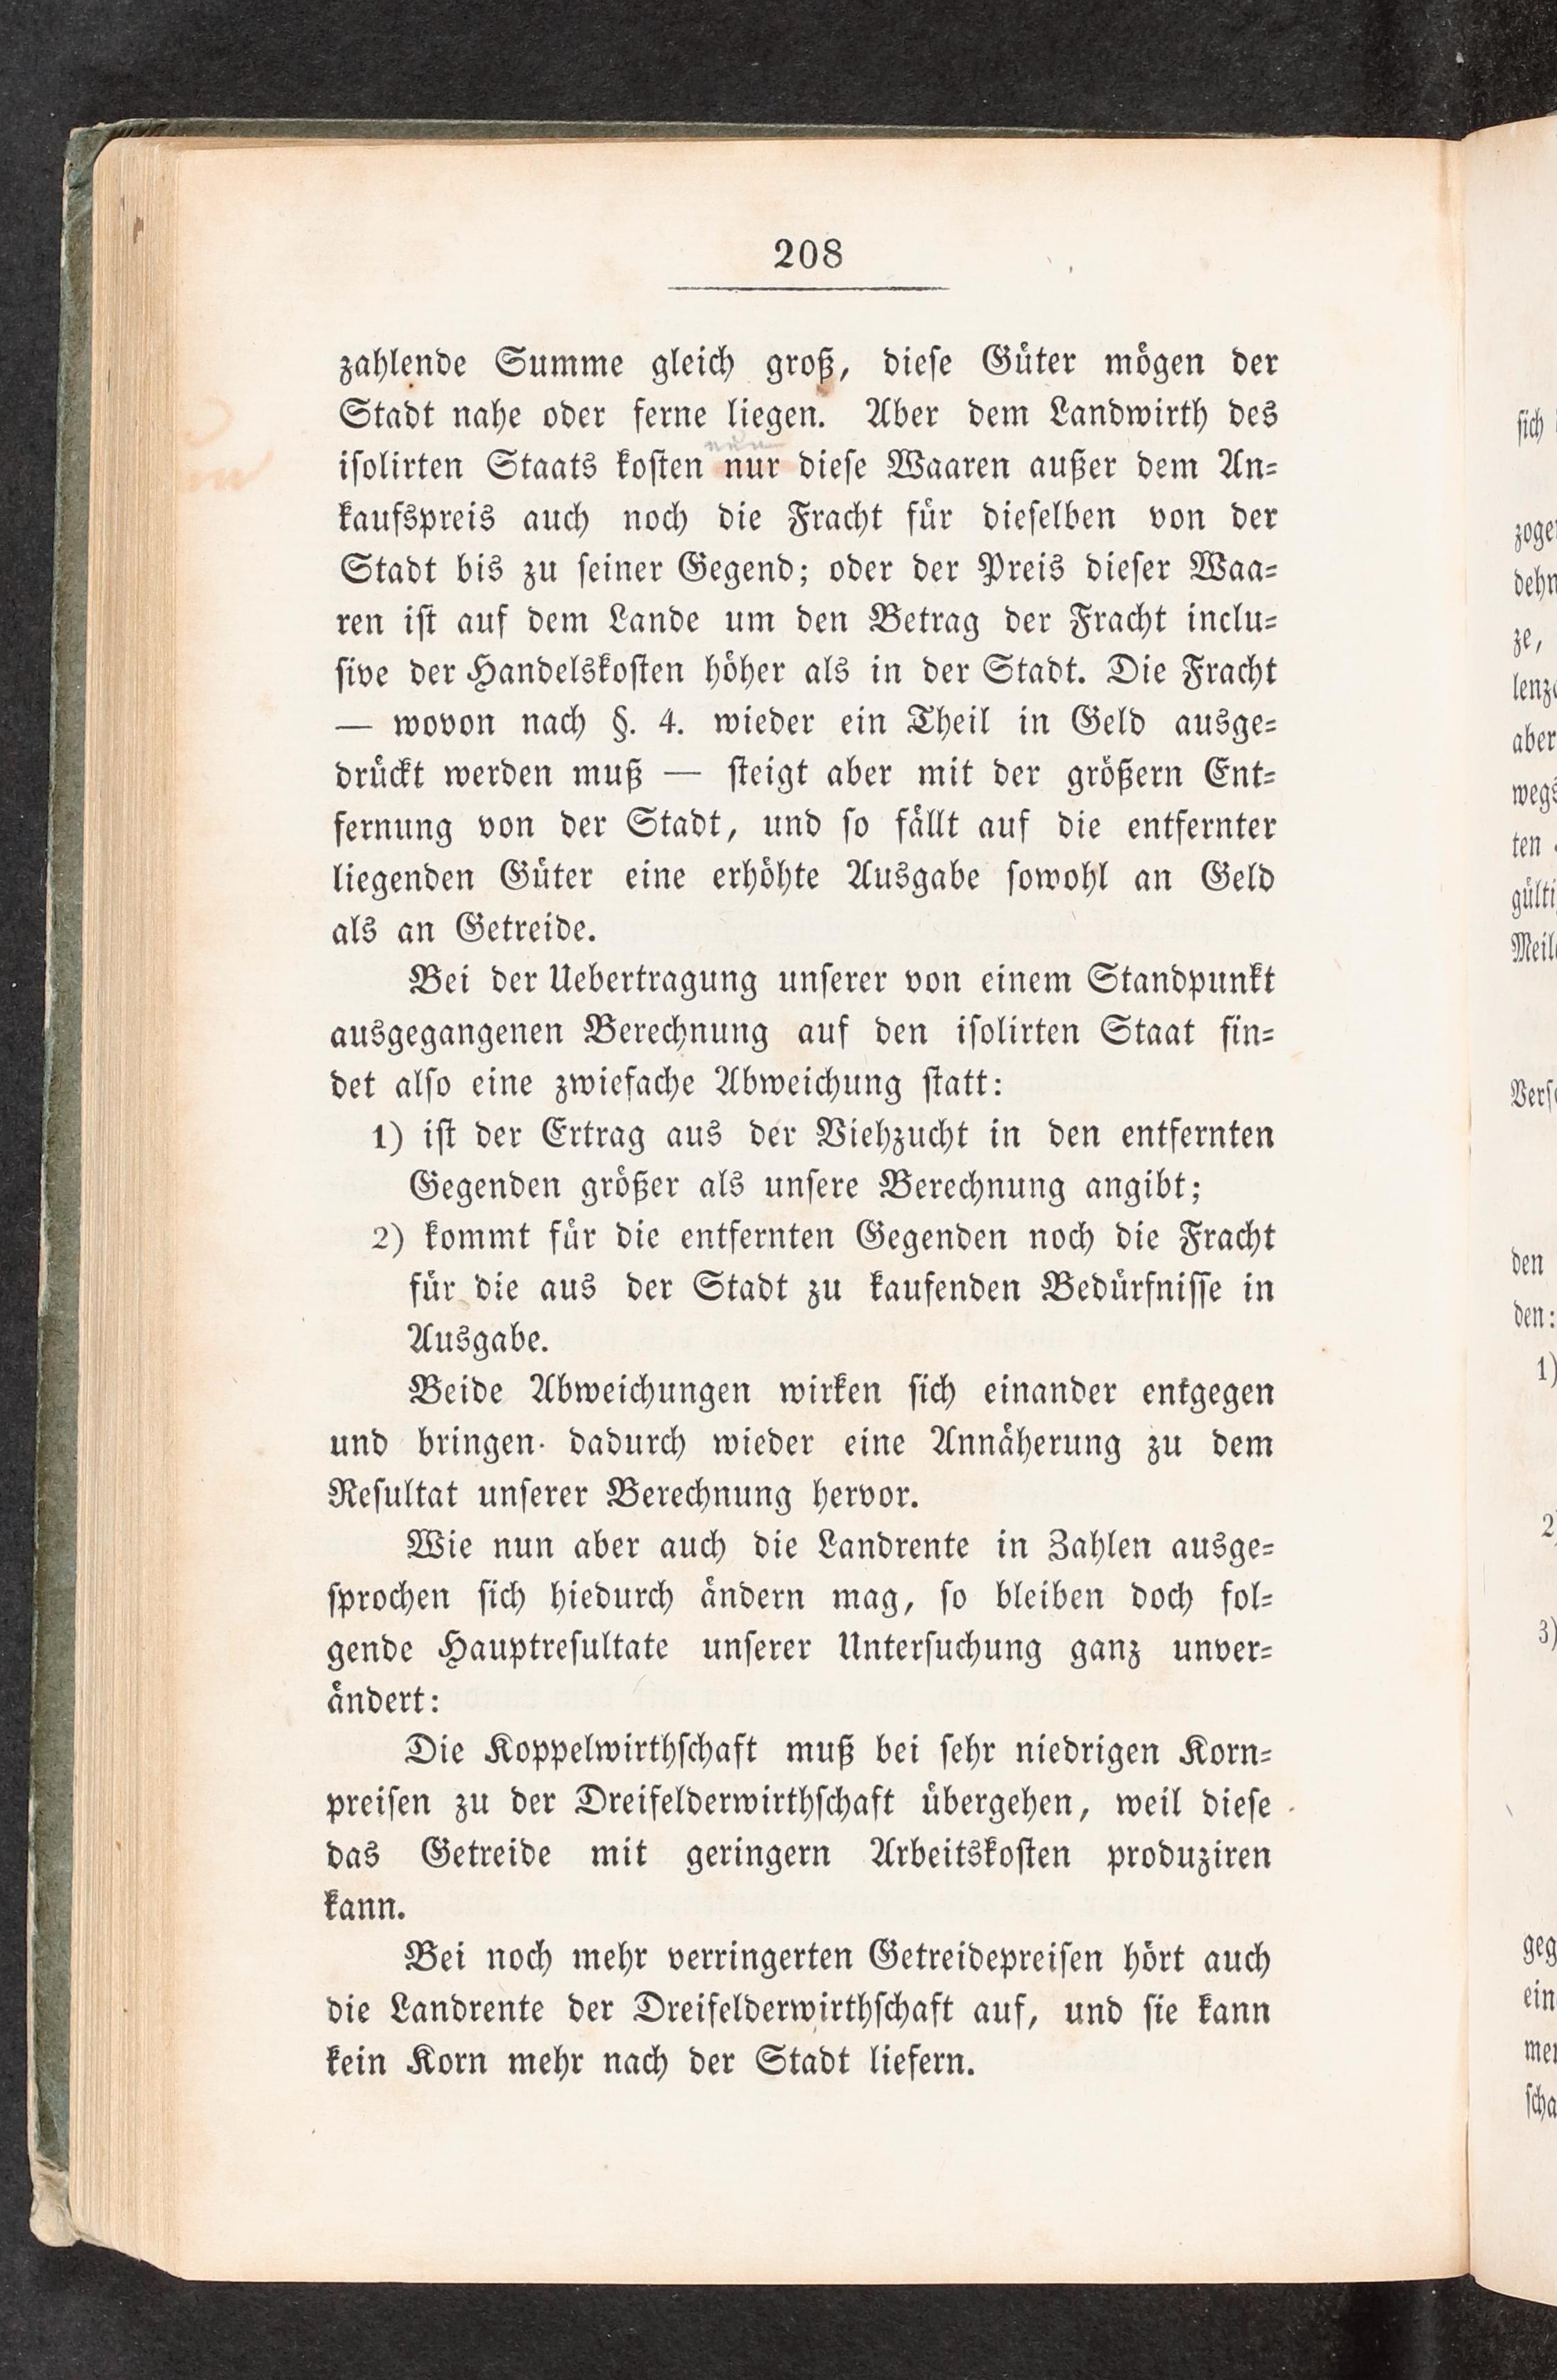 208
zahlende Summe gleich groß, diese Güter mögen der
Stadt nahe oder ferne liegen. Aber dem Landwirth des
isolirten Staats kosten nur diese Waaren außer dem An-
kaufspreis auch noch die Fracht für dieselben von der
Stadt bis zu seiner Gegend; oder der Preis dieser Waa-
ren ist auf dem Lande um den Betrag der Fracht inclu-
sive der Handelskosten höher als in der Stadt. Die Fracht
— wovon nach §. 4. wieder ein Theil in Geld ausge-
drückt werden muß — steigt aber mit der größern Ent-
fernung von der Stadt, und so fällt auf die entfernter
liegenden Güter eine erhöhte Ausgabe sowohl an Geld
als an Getreide.
Bei der Uebertragung unserer von einem Standpunkt
ausgegangenen Berechnung auf den isolirten Staat fin-
det also eine zwiefache Abweichung statt:
1) ist der Ertrag aus der Viehzucht in den entfernten
Gegenden größer als unsere Berechnung angibt;
2) kommt für die entfernten Gegenden noch die Fracht
für die aus der Stadt zu kaufenden Bedürfnisse in
Ausgabe.
Beide Abweichungen wirken sich einander entgegen
und bringen dadurch wieder eine Annäherung zu dem
Resultat unserer Berechnung hervor.
Wie nun aber auch die Landrente in Zahlen ausge-
sprochen sich hiedurch ändern mag, so bleiben doch fol-
gende Hauptresultate unserer Untersuchung ganz unver-
ändert:
Die Koppelwirthschaft muß bei sehr niedrigen Korn-
preisen zu der Dreifelderwirthschaft übergehen, weil diese
das Getreide mit geringern Arbeitskosten produziren
kann.
Bei noch mehr verringerten Getreidepreisen hört auch
die Landrente der Dreifelderwirthschaft auf, und sie kann
kein Korn mehr nach der Stadt liefern.